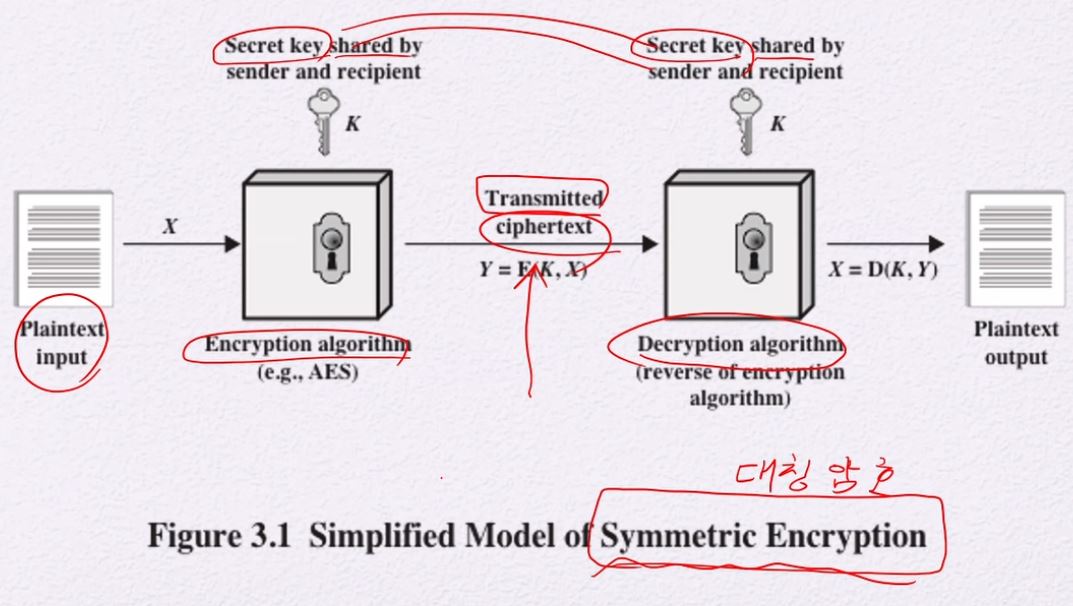 Secret key shared by
sender and recipient
K
Secret key shared by
sender and recipient
K
X
Transmitted
ciphertext
Y = E(K, X)
X = D(K, Y)
Plaintext
input
Encryption algorithm
(e.g., AES)
Decryption algorithm
(reverse of encryption
algorithm)
Plaintext
output
대칭 암호
Figure 3.1 Simplified Model of Symmetric Encryption